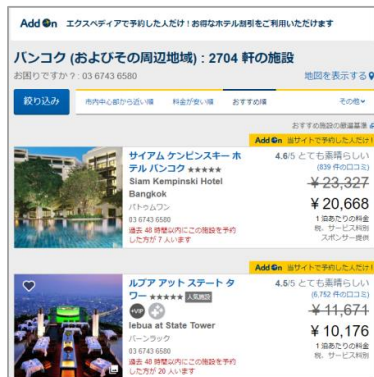 Add On エクスペディアで予約した人だけ！お得なホテル割引をご利用いただけます
バンコク (およびその周辺地域) : 2704 軒の施設
お困りですか？: 03 6743 6580
地図を表示する
絞り込み
市内中心部から近い順
料金が安い順
おすすめ順
その他
おすすめ施設の厳選基準
Add On 当サイトで予約した人だけ！
サイアム ケンピンスキー ホテル バンコク ★★★★★
Siam Kempinski Hotel
Bangkok
パトゥムワン
03 6743 6580
過去 48 時間以内にこの施設を予約
した方が 7 人います
4.6/5 とても素晴らしい
(839 件の口コミ)
¥ 23,327
¥ 20,668
1 泊あたりの料金
税、サービス料別
スポンサー提供
Add On 当サイトで予約した人だけ！
ルブア アット ステート タ
ワー ★★★★★ 人気施設
+VIP
lebua at State Tower
バーンラック
03 6743 6580
過去 48 時間以内にこの施設を予約
した方が 20 人います
4.5/5 とても素晴らしい
(6,752 件の口コミ)
¥ 11,671
¥ 10,176
1 泊あたりの料金
税、サービス料別